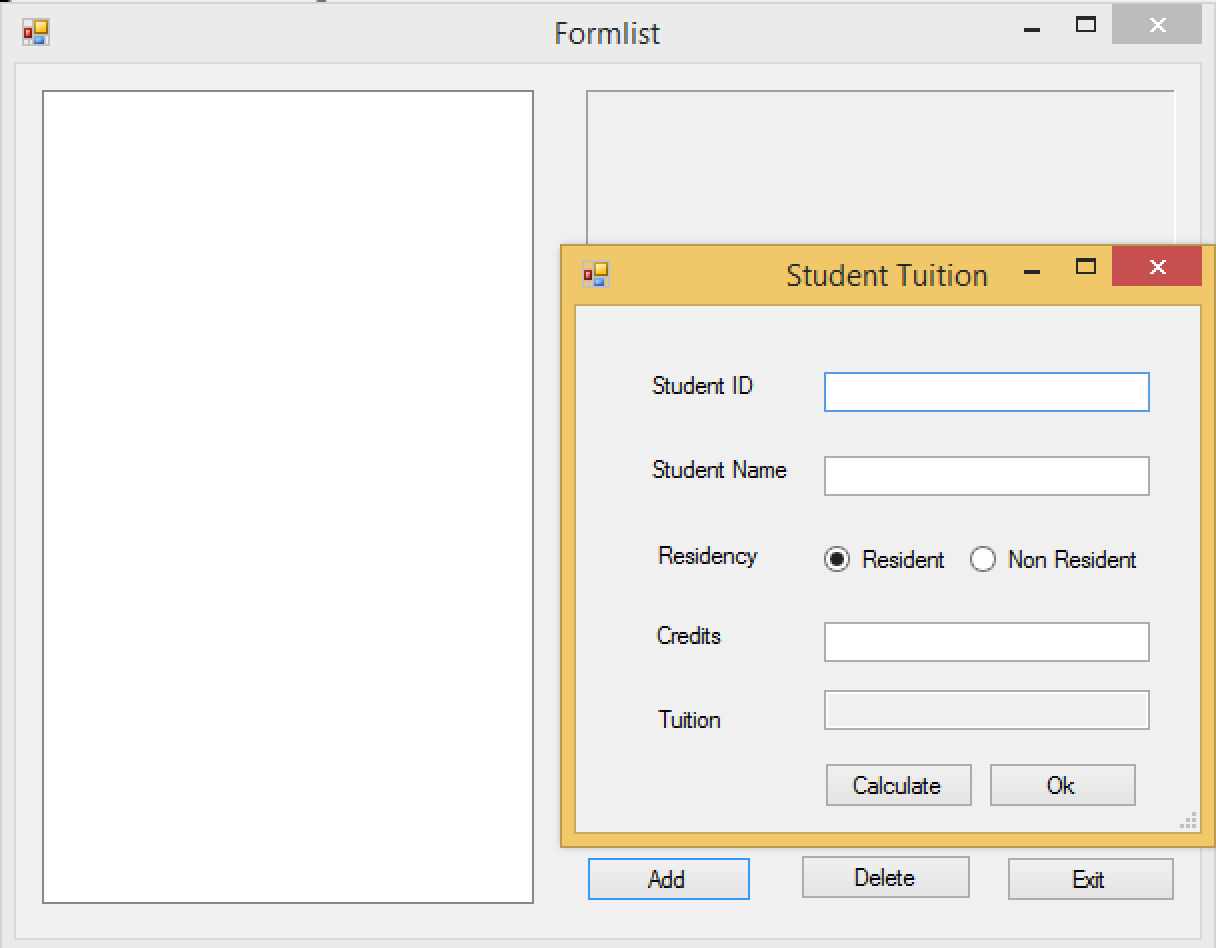 Formlist
Student Tuition
Student ID
Student Name
Residency Resident Non Resident
Credits
Tuition
Calculate Ok
Add Delete Exit